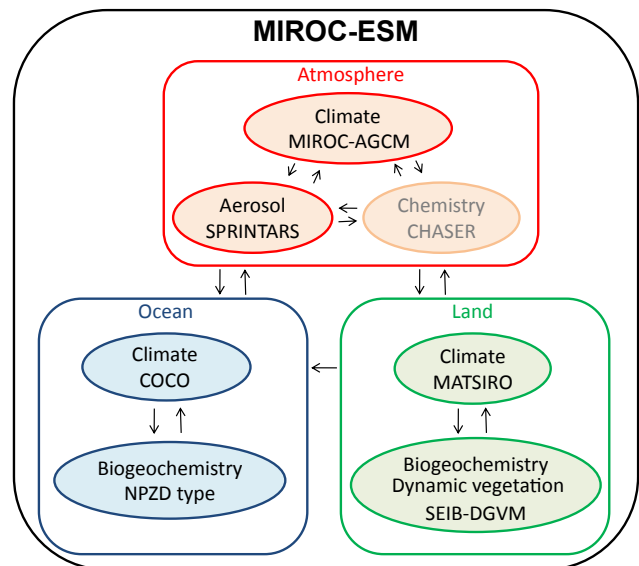 MIROC-ESM
Atmosphere
Climate
MIROC-AGCM
Aerosol
SPRINTARS
Chemistry
CHASER
Ocean
Climate
COCO
Biogeochemistry
NPZD type
Land
Climate
MATSIRO
Biogeochemistry
Dynamic vegetation
SEIB-DGVM